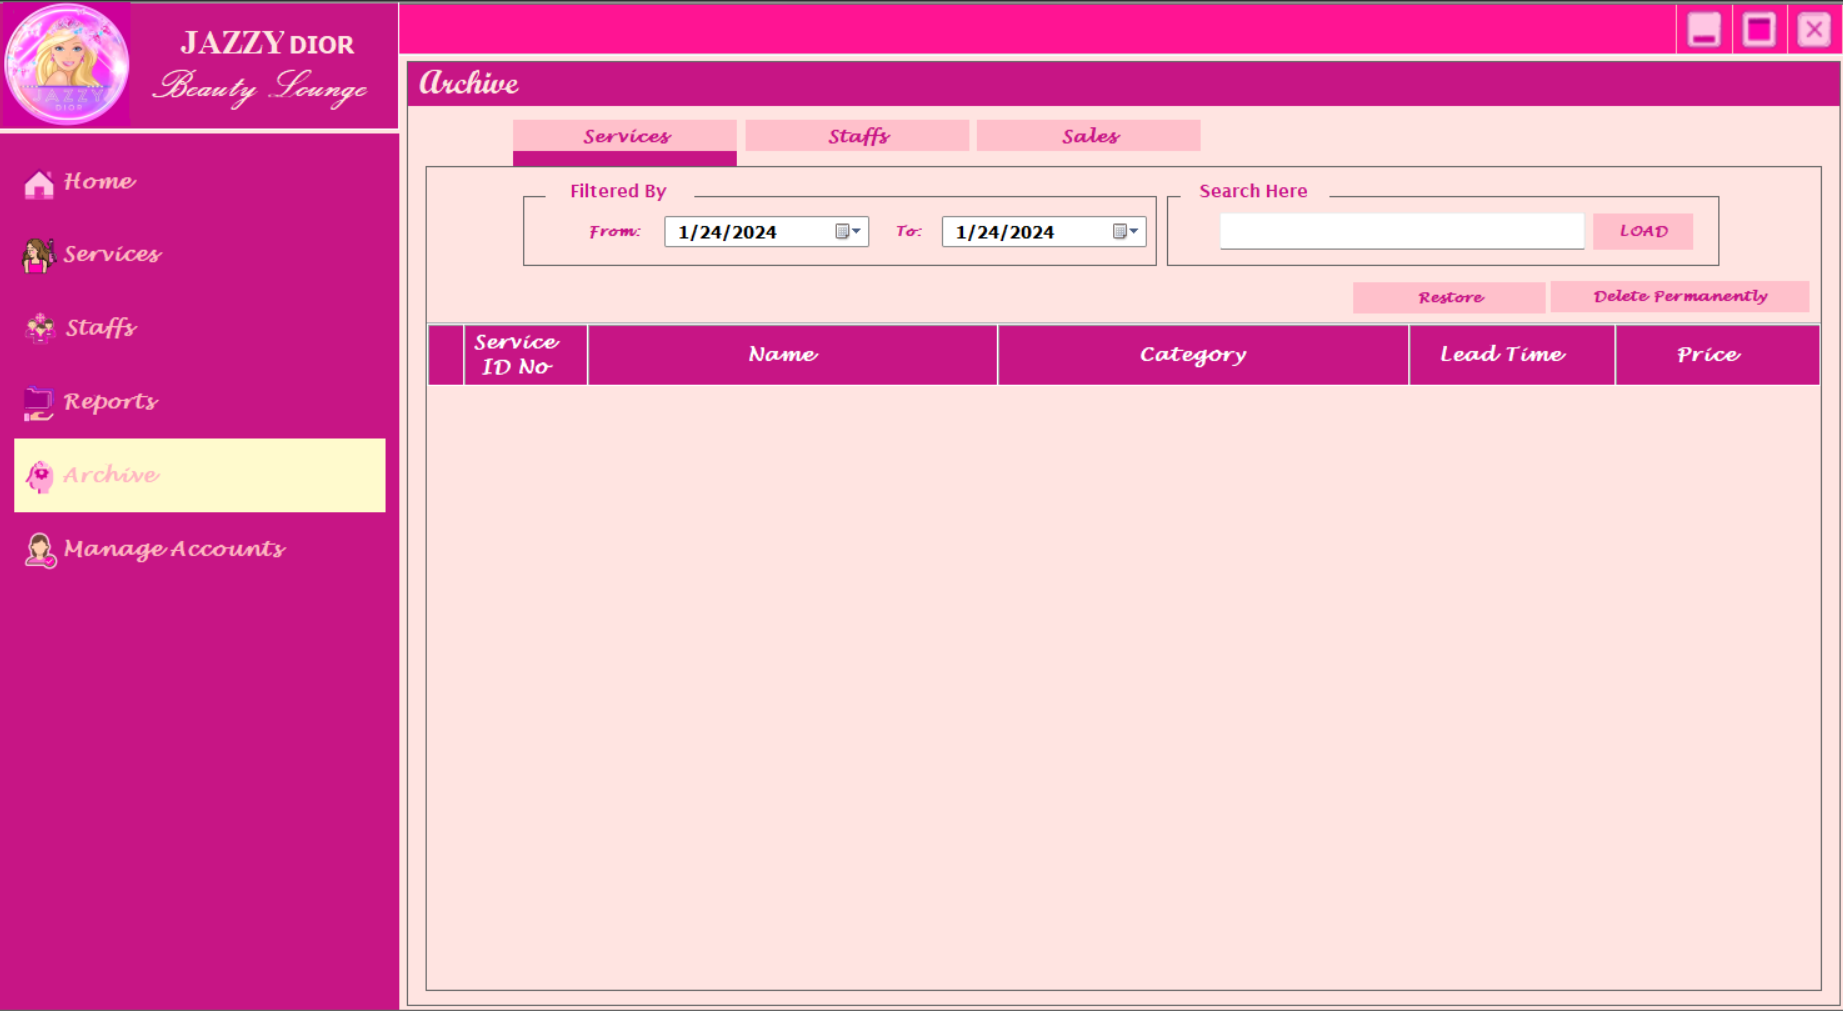 JAZZY DIOR
Beauty Lounge
JAZZY
DIOR
Home
Services
Staffs
Reports
Archive
Manage Accounts
Archive
Services Staffs Sales
Filtered By Search Here
From: 1/24/2024 To: 1/24/2024 LOAD
Restore Delete Permanently
Service
ID No
Name Category Lead Time Price